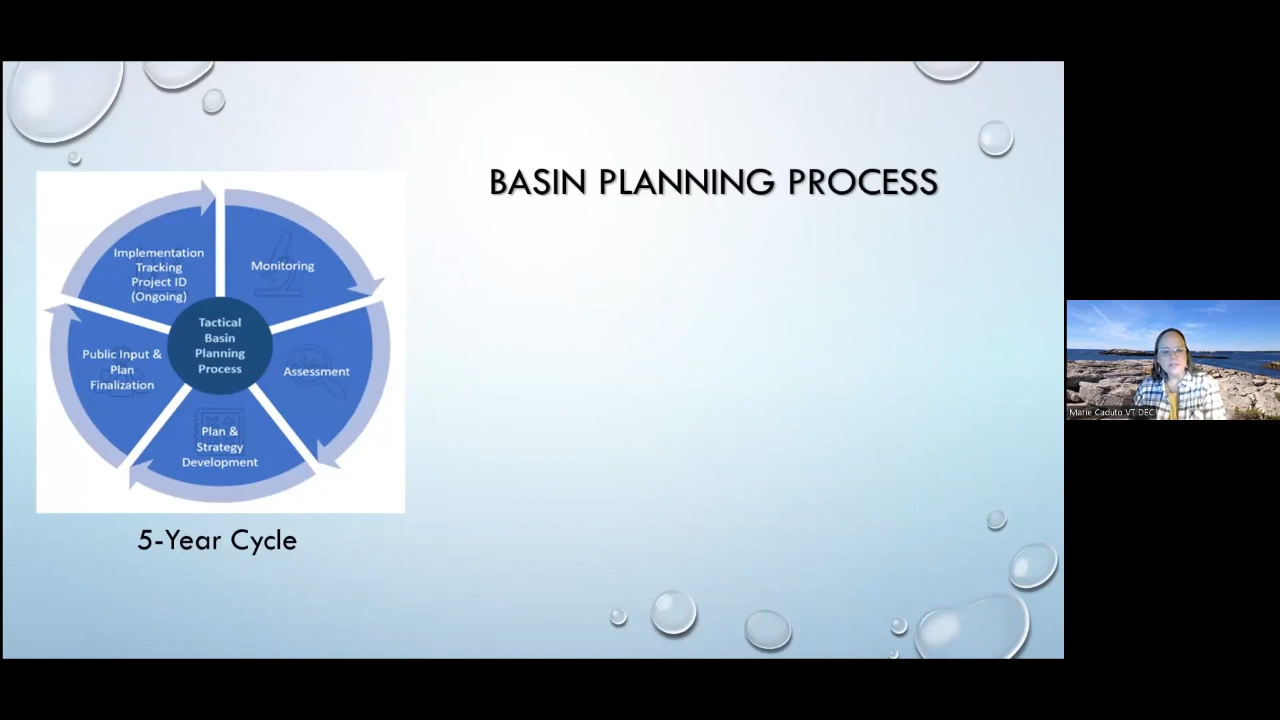 BASIN PLANNING PROCESS
Implementation
Tracking
Project ID
(Ongoing)
Monitoring
Tactical
Basin
Planning
Process
Public Input &
Plan
Finalization
Assessment
Plan &
Strategy
Development
5-Year Cycle
Marie Caduto VT DEC